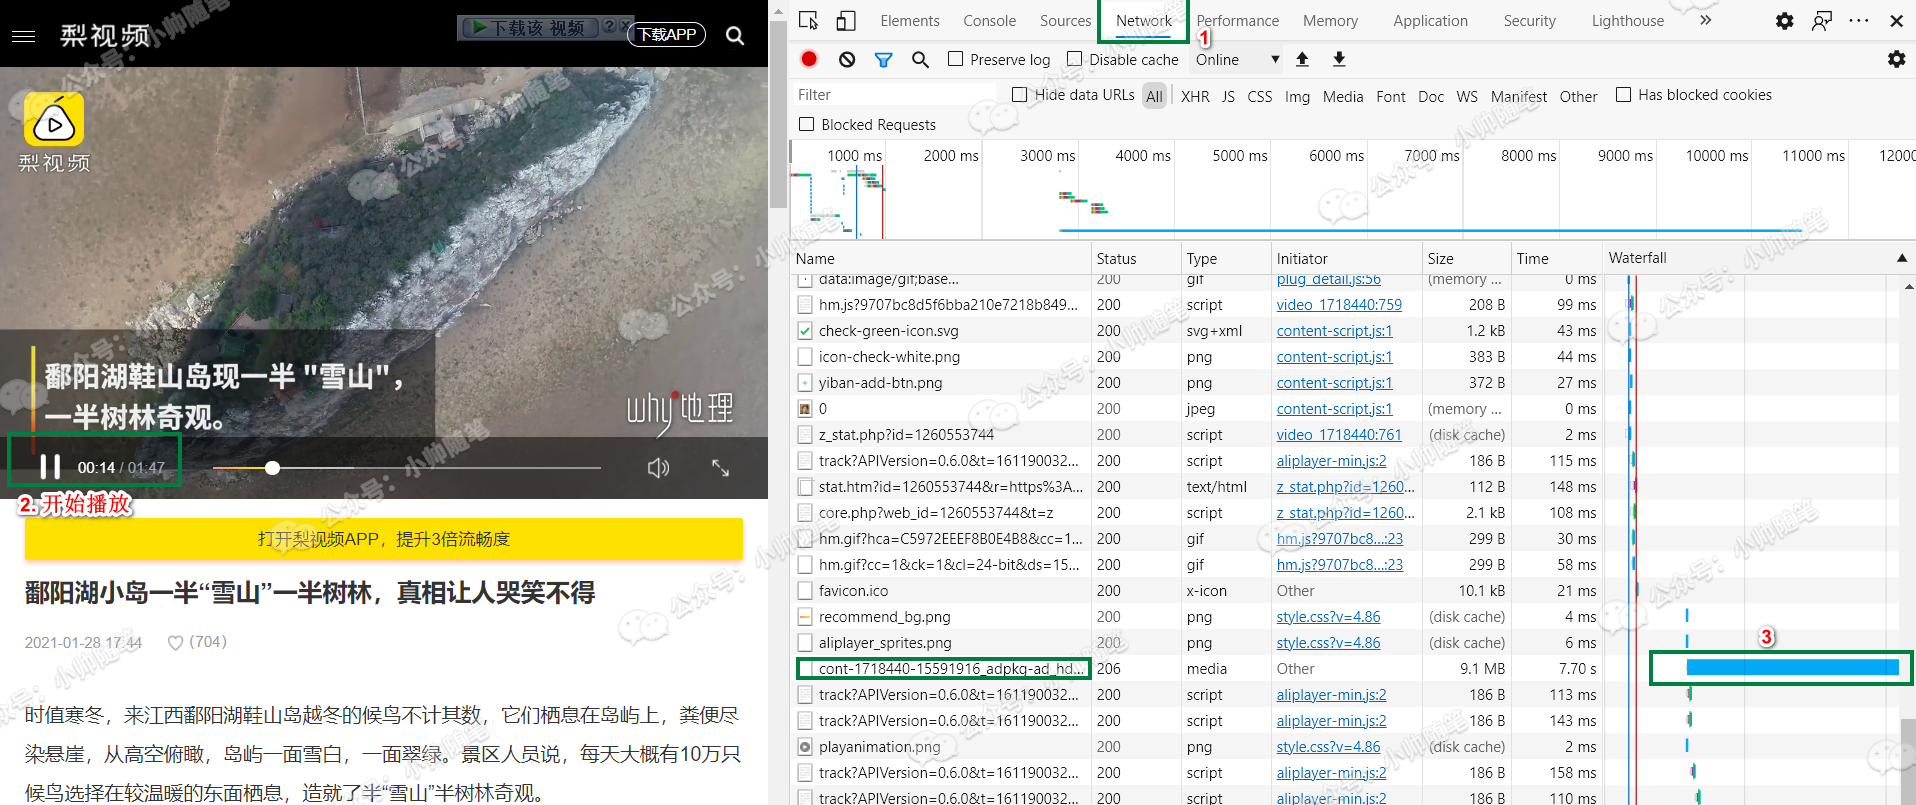 梨视频
下载该 视频
下载APP
梨视频
鄱阳湖鞋山岛现一半 "雪山",
一半树林奇观。
why地理
00:14 / 01:47
2. 开始播放
打开梨视频APP，提升3倍流畅度
鄱阳湖小岛一半“雪山”一半树林，真相让人哭笑不得
2021-01-28 17:44 (704)
时值寒冬，来江西鄱阳湖鞋山岛越冬的候鸟不计其数，它们栖息在岛屿上，粪便尽
染悬崖，从高空俯瞰，岛屿一面雪白，一面翠绿。景区人员说，每天大概有10万只
候鸟选择在较温暖的东面栖息，造就了半“雪山”半树林奇观。
Elements Console Sources Network Performance Memory Application Security Lighthouse
1
Preserve log Disable cache Online
Filter Hide data URLs All XHR JS CSS Img Media Font Doc WS Manifest Other Has blocked cookies
Blocked Requests
1000 ms 2000 ms 3000 ms 4000 ms 5000 ms 6000 ms 7000 ms 8000 ms 9000 ms 10000 ms 11000 ms 12000
Name Status Type Initiator Size Time Waterfall
data:image/gif;base... 200 gif plug_detail.js:56 (memory ... 0 ms
hm.js?9707bc8d5f6bba210e7218b849... 200 script video_1718440:759 208 B 99 ms
check-green-icon.svg 200 svg+xml content-script.js:1 1.2 kB 43 ms
icon-check-white.png 200 png content-script.js:1 383 B 44 ms
yiban-add-btn.png 200 png content-script.js:1 372 B 27 ms
0 200 jpeg content-script.js:1 (memory ... 0 ms
z_stat.php?id=1260553744 200 script video_1718440:761 (disk cache) 2 ms
track?APIVersion=0.6.0&t=161190032... 200 script aliplayer-min.js:2 186 B 115 ms
stat.htm?id=1260553744&r=https%3A... 200 text/html z_stat.php?id=1260... 112 B 148 ms
core.php?web_id=1260553744&t=z 200 script z_stat.php?id=1260... 2.1 kB 108 ms
hm.gif?hca=C5972EEEF8B0E4B8&cc=1... 200 gif hm.js?9707bc8...:23 299 B 30 ms
hm.gif?cc=1&ck=1&cl=24-bit&ds=15... 200 gif hm.js?9707bc8...:23 299 B 58 ms
favicon.ico 200 x-icon Other 10.1 kB 21 ms
recommend_bg.png 200 png style.css?v=4.86 (disk cache) 4 ms
aliplayer_sprites.png 200 png style.css?v=4.86 (disk cache) 6 ms
3
cont-1718440-15591916_adpkg-ad_hd... 206 media Other 9.1 MB 7.70 s
track?APIVersion=0.6.0&t=161190032... 200 script aliplayer-min.js:2 186 B 113 ms
track?APIVersion=0.6.0&t=161190032... 200 script aliplayer-min.js:2 186 B 143 ms
playanimation.png 200 png style.css?v=4.86 (disk cache) 2 ms
track?APIVersion=0.6.0&t=161190032... 200 script aliplayer-min.js:2 186 B 158 ms
track?APIVersion=0.6.0&t=161190032... 200 script aliplayer-min.js:2 186 B 110 ms
公众号：小帅随笔